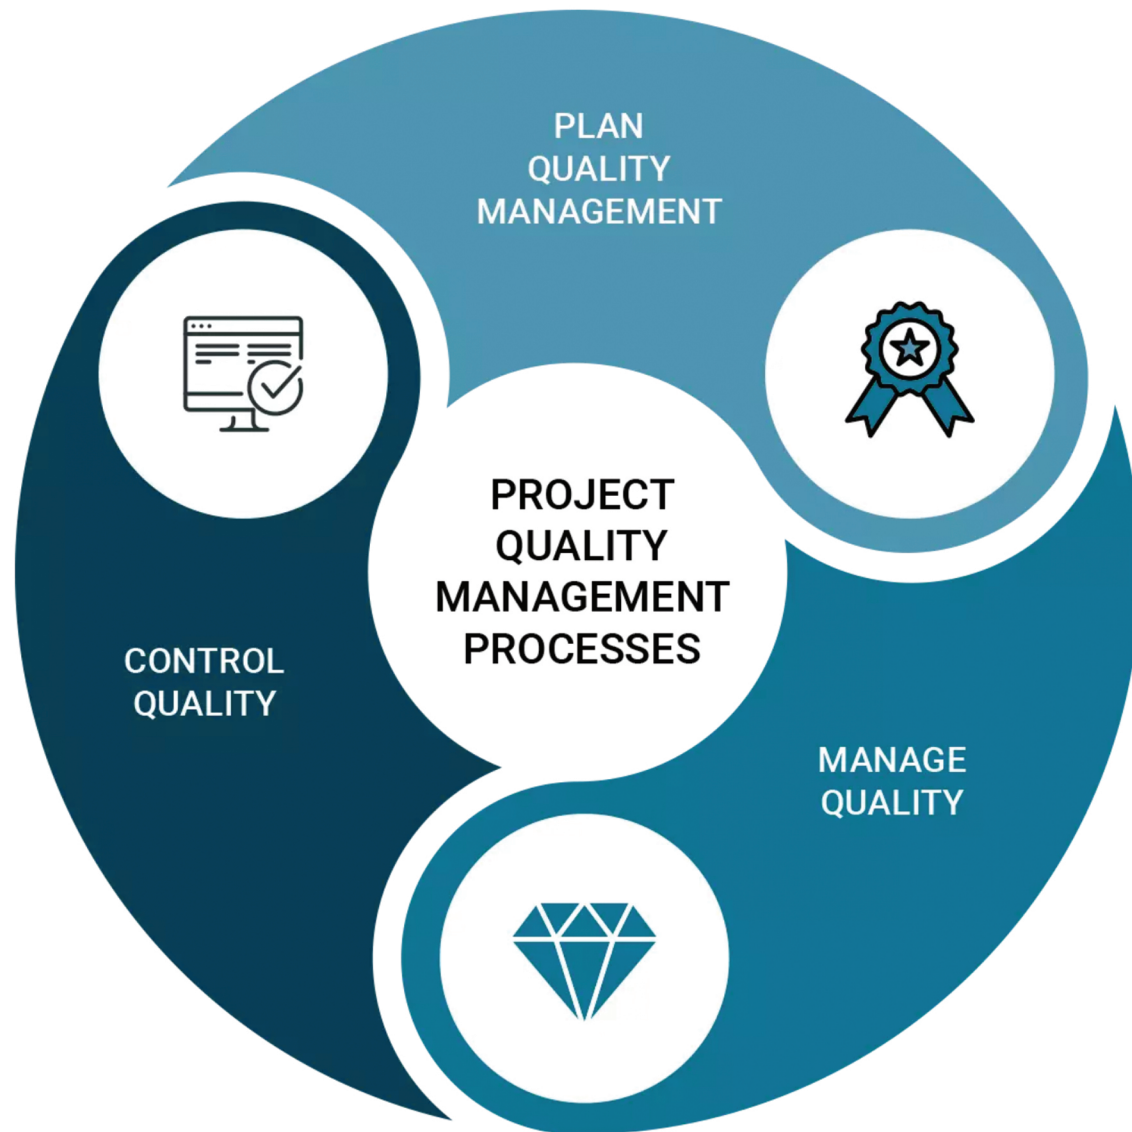 PLAN
QUALITY
MANAGEMENT
PROJECT
QUALITY
MANAGEMENT
PROCESSES
CONTROL
QUALITY
MANAGE
QUALITY